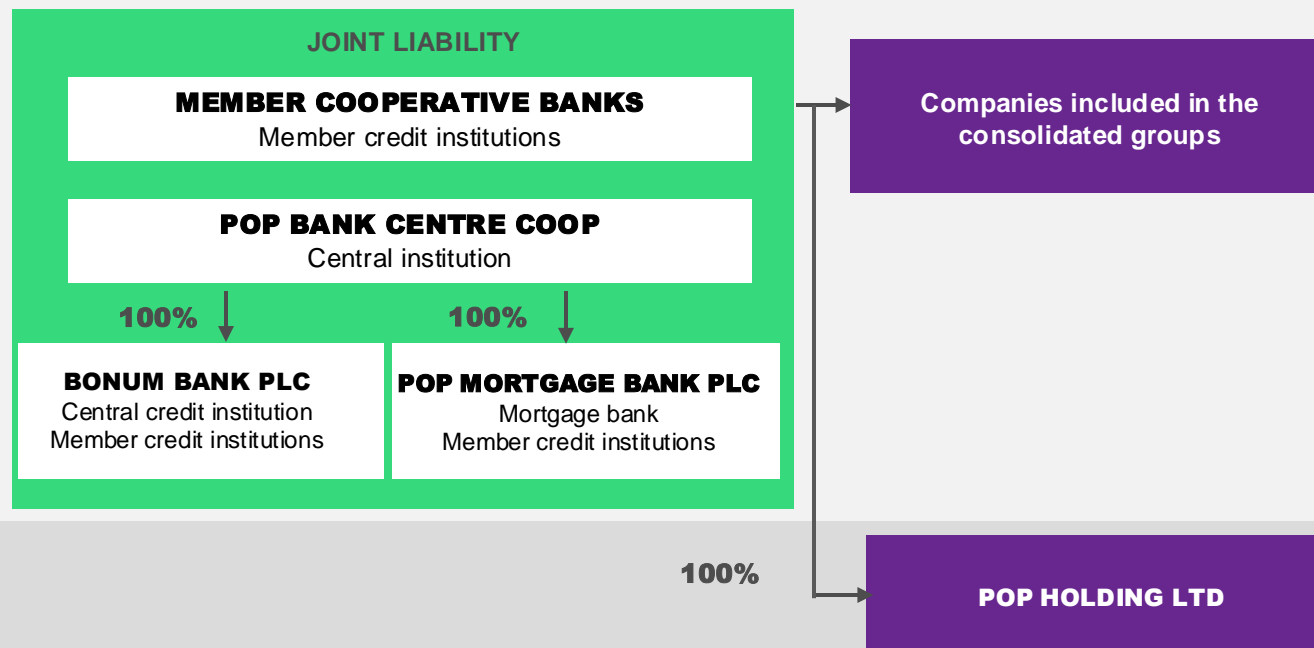 JOINT LIABILITY
MEMBER COOPERATIVE BANKS
Member credit institutions
POP BANK CENTRE COOP
Central institution
100%
100%
BONUM BANK PLC
Central credit institution
Member credit institutions
POP MORTGAGE BANK PLC
Mortgage bank
Member credit institutions
Companies included in the
consolidated groups
100%
POP HOLDING LTD